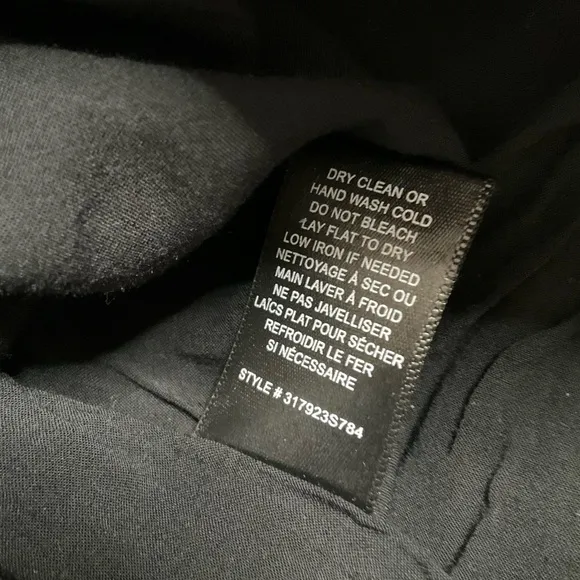 DRY CLEAN OR
HAND WASH COLD
DO NOT BLEACH
LAY FLAT TO DRY
LOW IRON IF NEEDED
NETTOYAGE À SEC OU
MAIN LAVER À FROID
NE PAS JAVELLISER
LAÏCS PLAT POUR SÉCHER
REFROIDIR LE FER
SI NÉCESSAIRE
STYLE # 317923S784